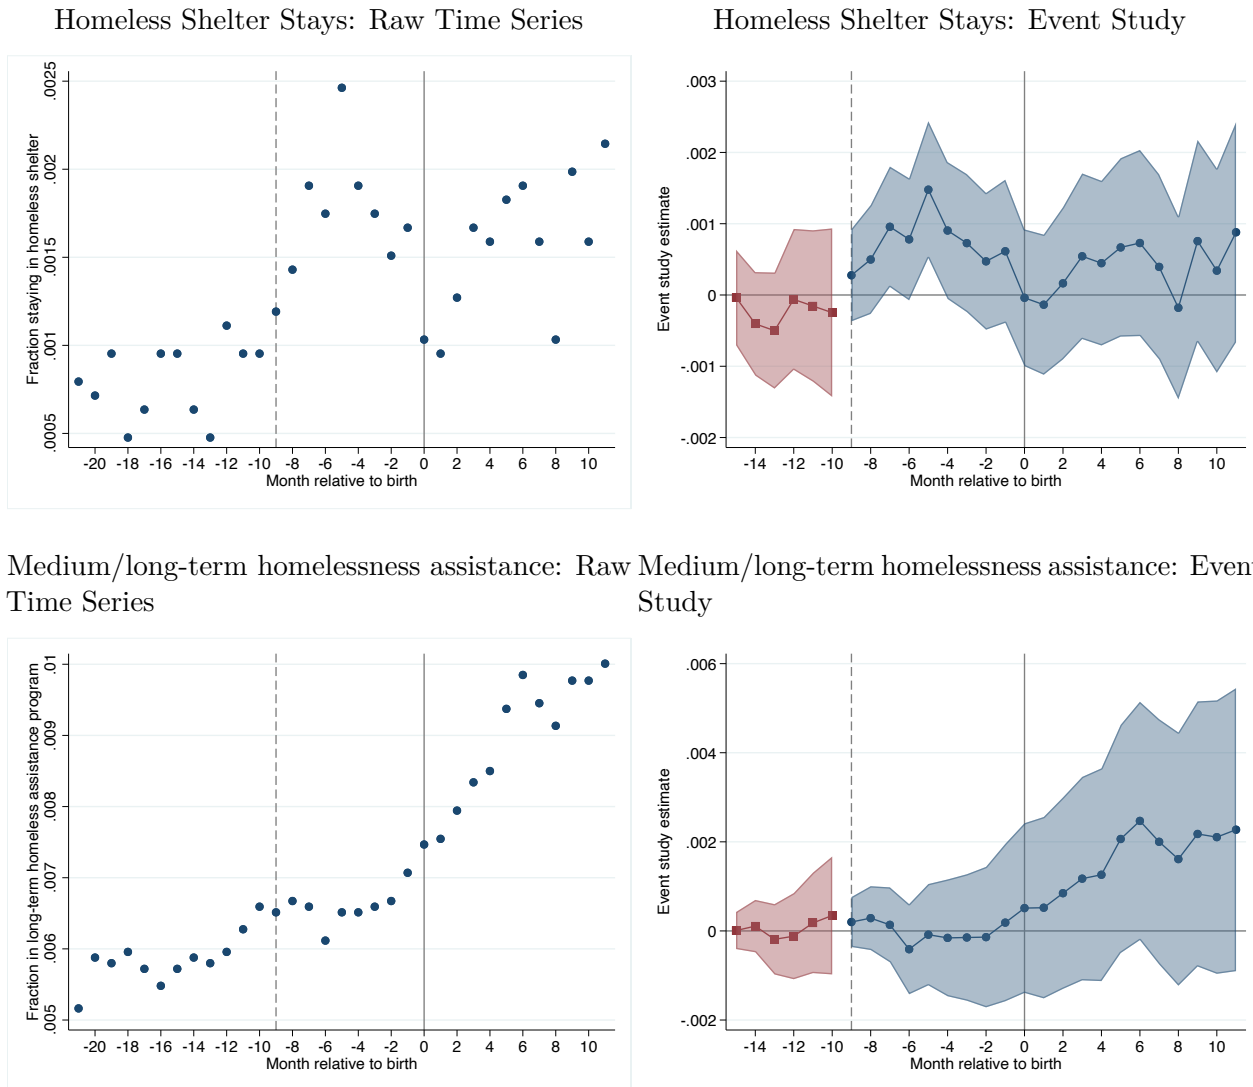 Homeless Shelter Stays: Raw Time Series
Fraction staying in homeless shelter
.0025
.002
.0015
.001
.0005
-20 -18 -16 -14 -12 -10 -8 -6 -4 -2 0 2 4 6 8 10
Month relative to birth
Homeless Shelter Stays: Event Study
Event study estimate
.003
.002
.001
0
-.001
-.002
-14 -12 -10 -8 -6 -4 -2 0 2 4 6 8 10
Month relative to birth
Medium/long-term homelessness assistance: Raw
Time Series
Fraction in long-term homeless assistance program
.01
.009
.008
.007
.006
.005
-20 -18 -16 -14 -12 -10 -8 -6 -4 -2 0 2 4 6 8 10
Month relative to birth
Medium/long-term homelessness assistance: Event
Study
Event study estimate
.006
.004
.002
0
-.002
-14 -12 -10 -8 -6 -4 -2 0 2 4 6 8 10
Month relative to birth